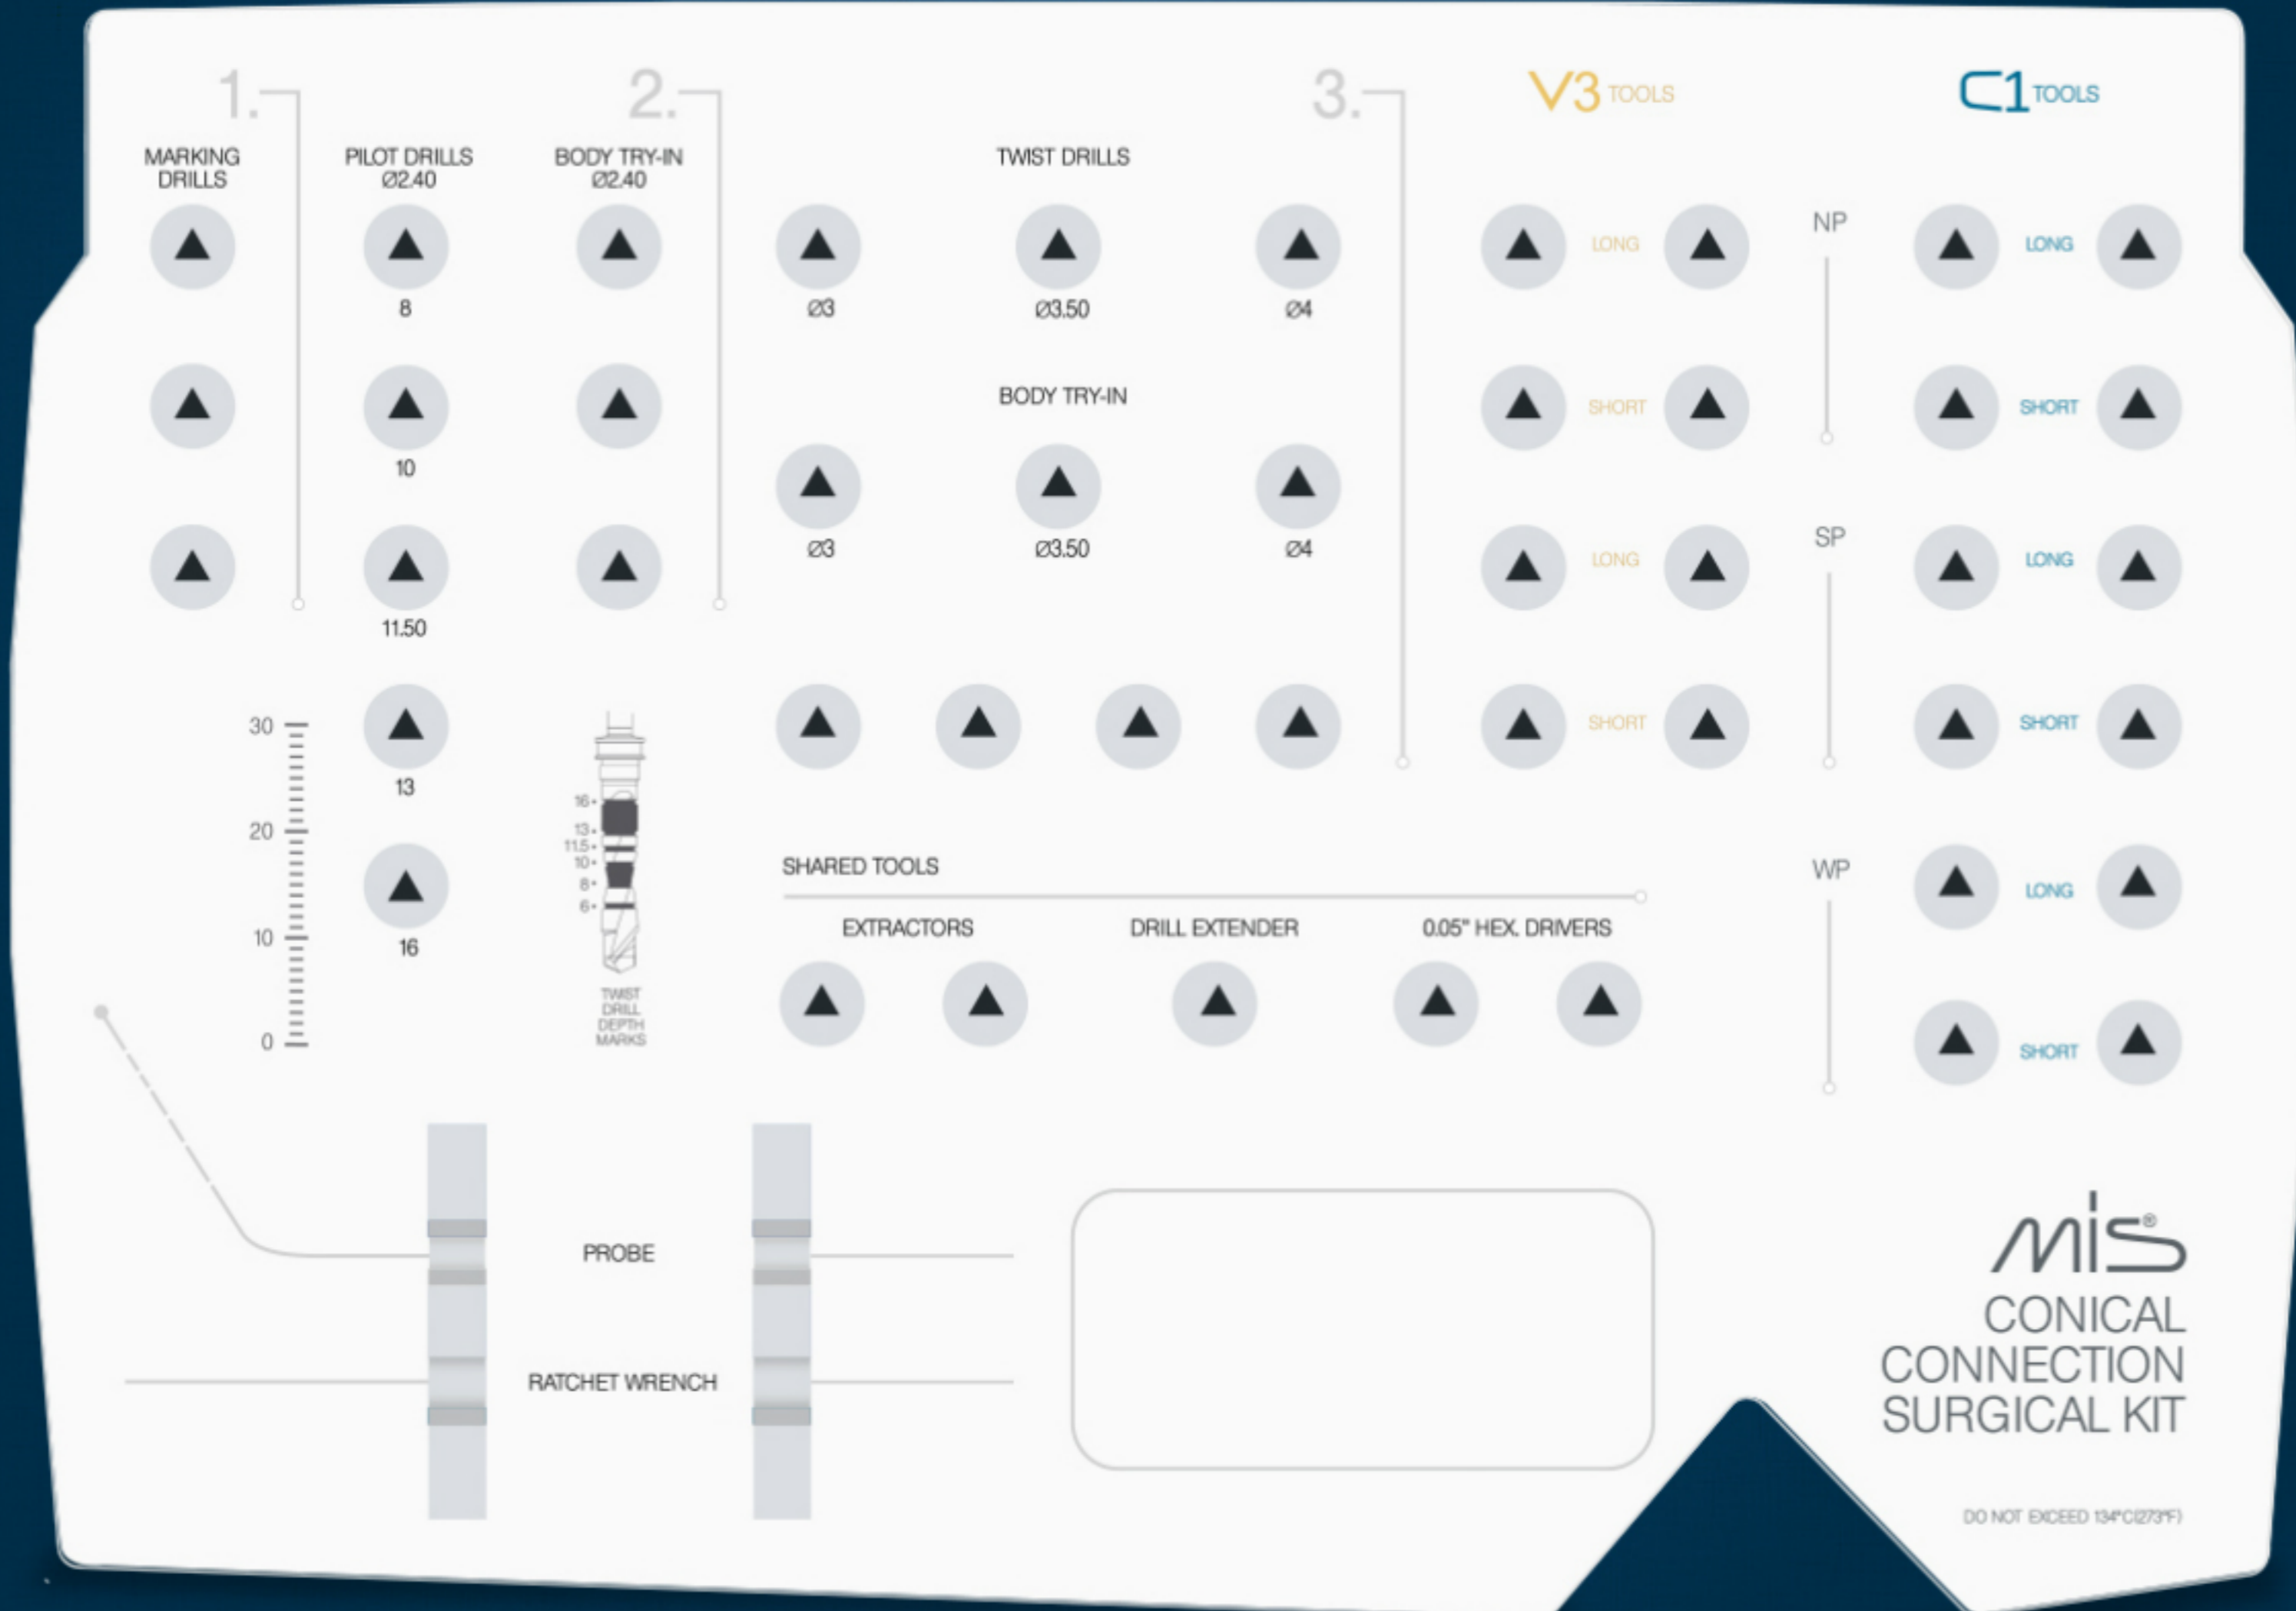 1.
2.
3.
V3 TOOLS
C1 TOOLS
MARKING
DRILLS
PILOT DRILLS
Ø2.40
BODY TRY-IN
Ø2.40
TWIST DRILLS
8
10
11.50
13
16
Ø3
Ø3.50
Ø4
BODY TRY-IN
Ø3
Ø3.50
Ø4
LONG
SHORT
LONG
SHORT
NP
SP
WP
LONG
SHORT
LONG
SHORT
LONG
SHORT
30
20
10
0
16
13
11.5
10
8
6
TWIST
DRILL
DEPTH
MARKS
SHARED TOOLS
EXTRACTORS
DRILL EXTENDER
0.05" HEX. DRIVERS
PROBE
RATCHET WRENCH
mis®
CONICAL
CONNECTION
SURGICAL KIT
DO NOT EXCEED 134°C(273°F)